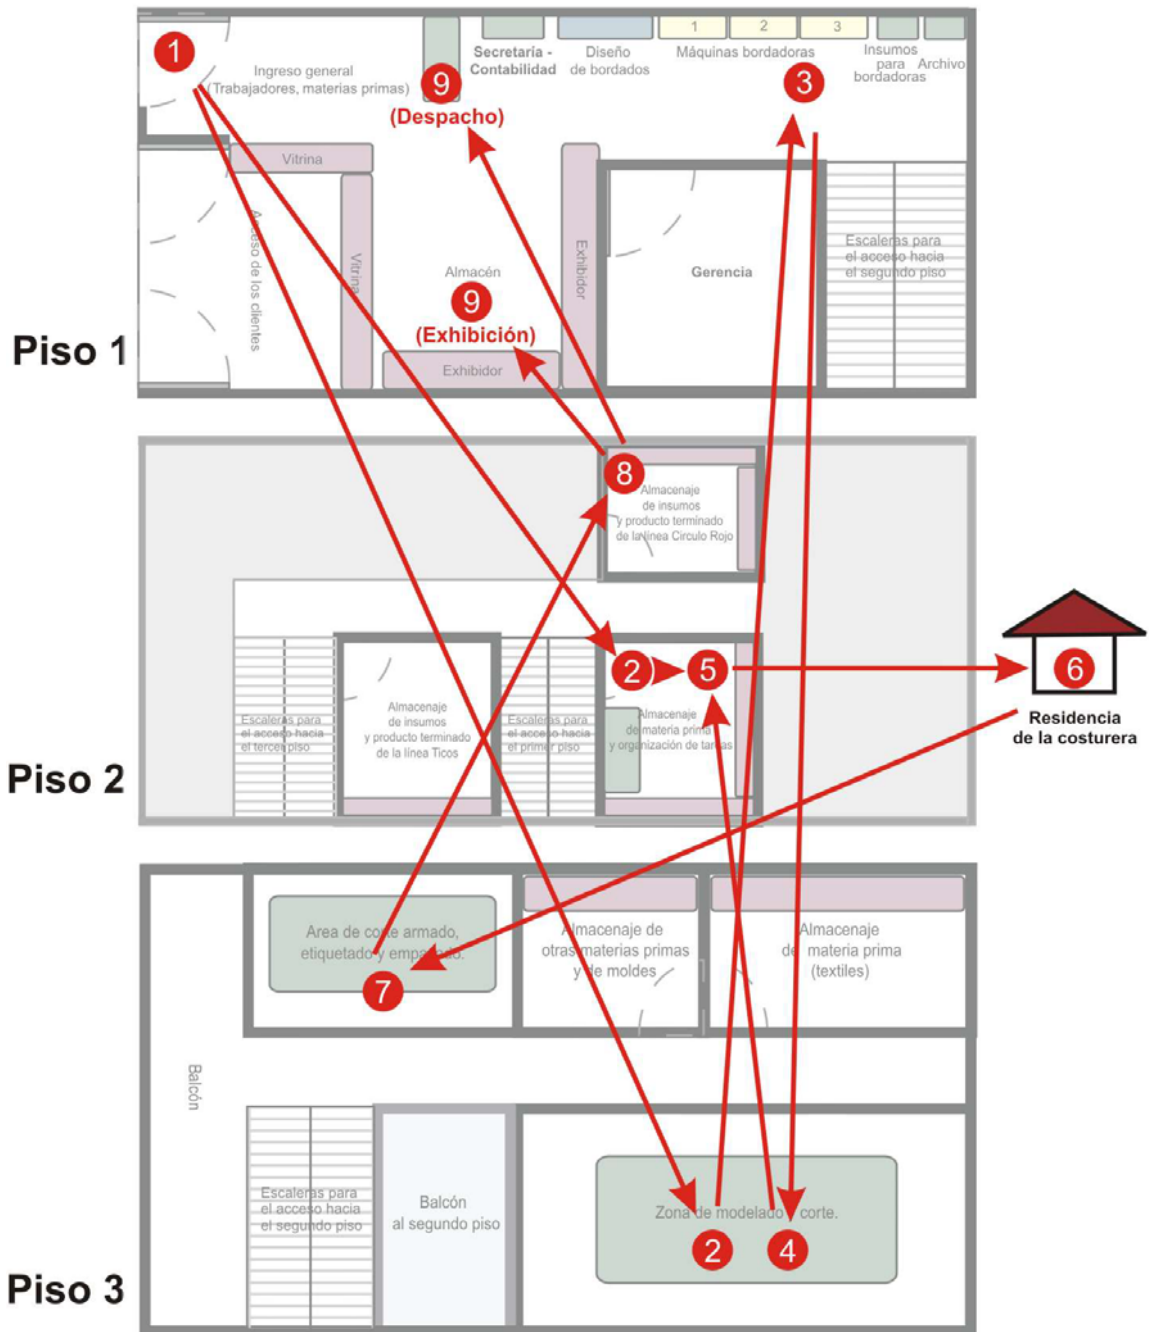 1
Ingreso general
(Trabajadores, materias primas)
9
(Despacho)
Secretaría -
Contabilidad
Diseño
de bordados
1
2
3
Máquinas bordadoras
3
Insumos
para
bordadoras
Archivo
Vitrina
Vitrina
Acceso de los clientes
Almacén
9
(Exhibición)
Exhibidor
Exhibidor
Gerencia
Escaleras para
el acceso hacia
el segundo piso
Piso 1
8
Almacenaje
de insumos
y producto terminado
de la línea Circulo Rojo
Escaleras para
el acceso hacia
el tercer piso
Almacenaje
de insumos
y producto terminado
de la línea Ticos
Escaleras para
el acceso hacia
el primer piso
2
5
Almacenaje
de materia prima
y organización de tareas
6
Residencia
de la costurera
Piso 2
Area de corte armado,
etiquetado y empacado.
7
Almacenaje de
otras materias primas
y de moldes
Almacenaje
de materia prima
(textiles)
Balcón
Escaleras para
el acceso hacia
el segundo piso
Balcón
al segundo piso
Zona de modelado y corte.
2
4
Piso 3